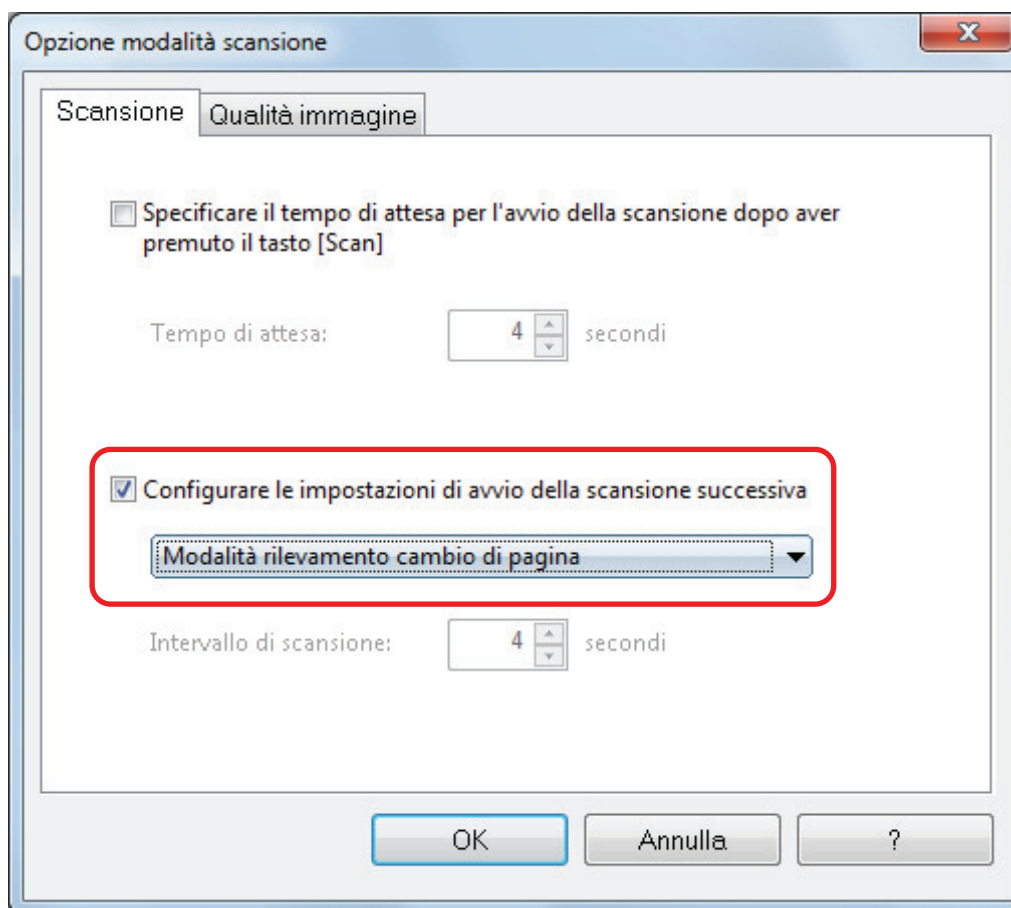 Opzione modalità scansione
Scansione
Qualità immagine
Specificare il tempo di attesa per l'avvio della scansione dopo aver
premuto il tasto [Scan]
Tempo di attesa: 4 secondi
Configurare le impostazioni di avvio della scansione successiva
Modalità rilevamento cambio di pagina
Intervallo di scansione: 4 secondi
OK Annulla ?